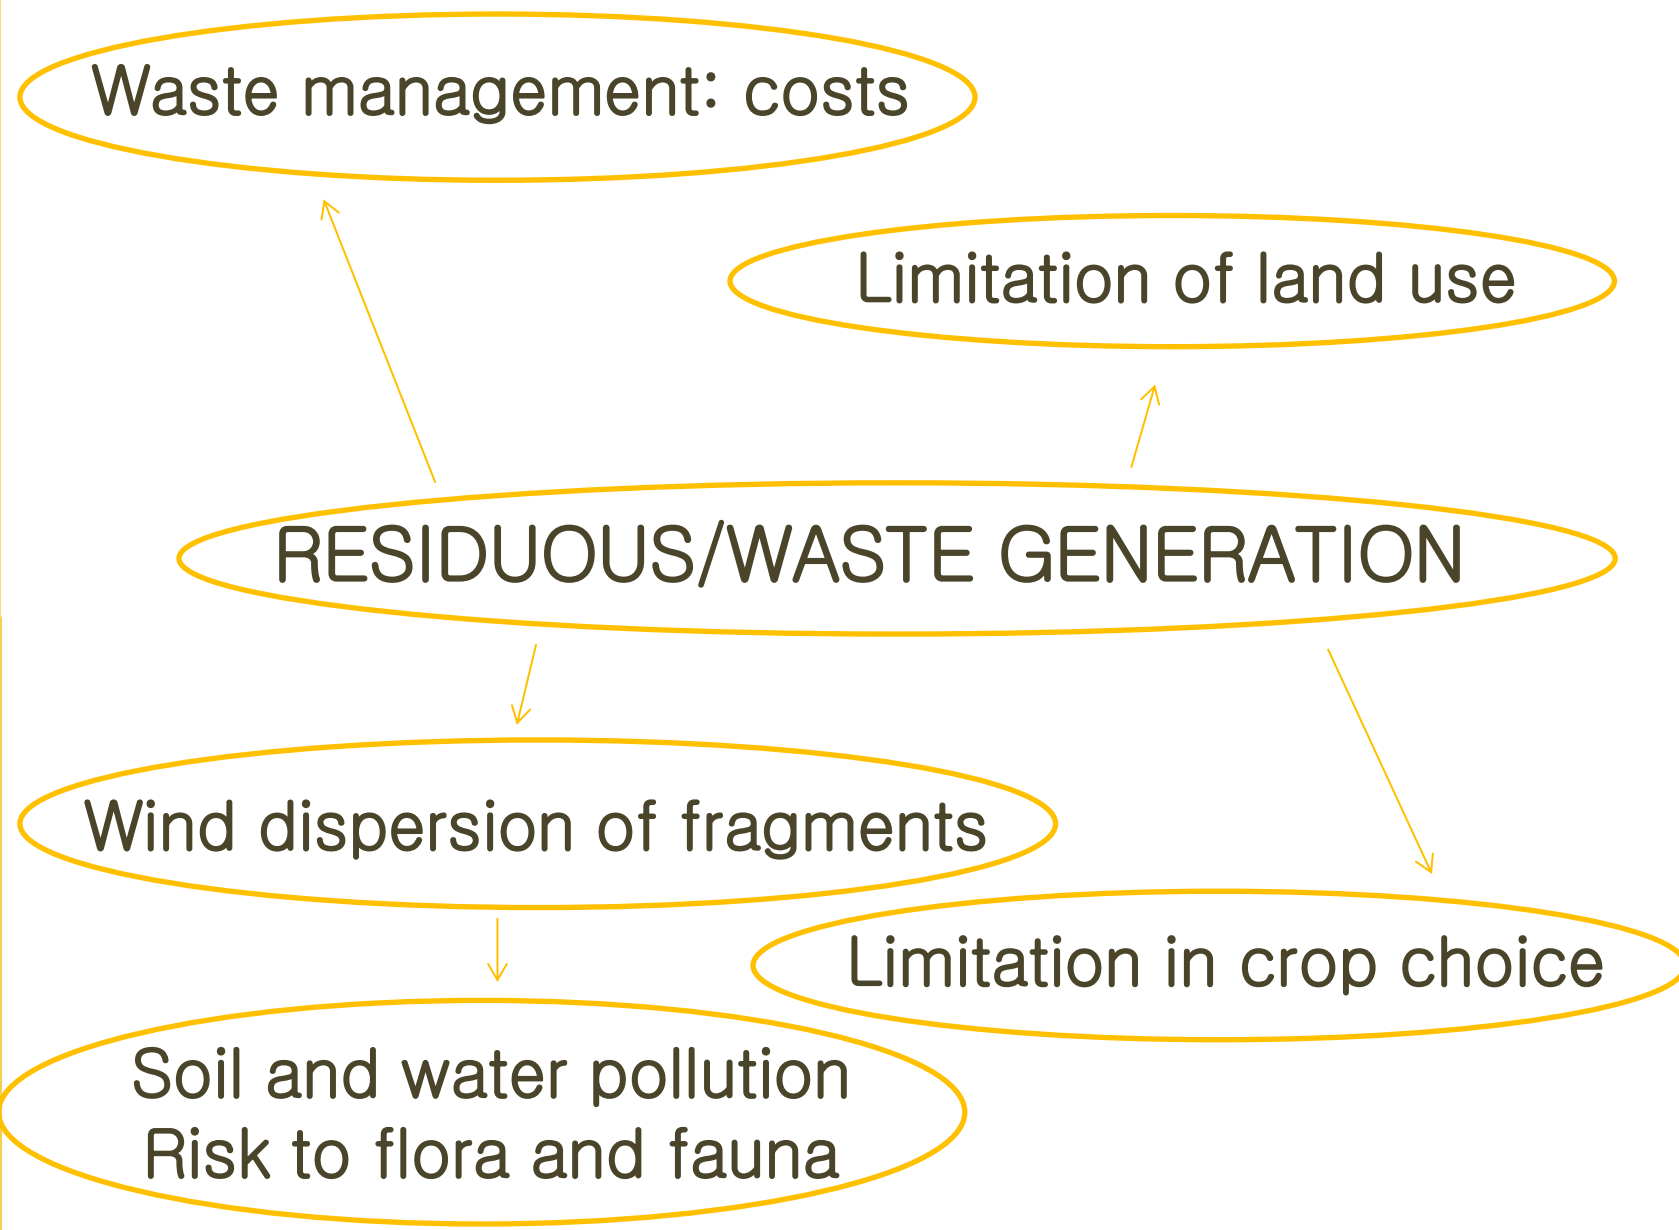 Waste management: costs
Limitation of land use
RESIDUOUS/WASTE GENERATION
Wind dispersion of fragments
Limitation in crop choice
Soil and water pollution
Risk to flora and fauna